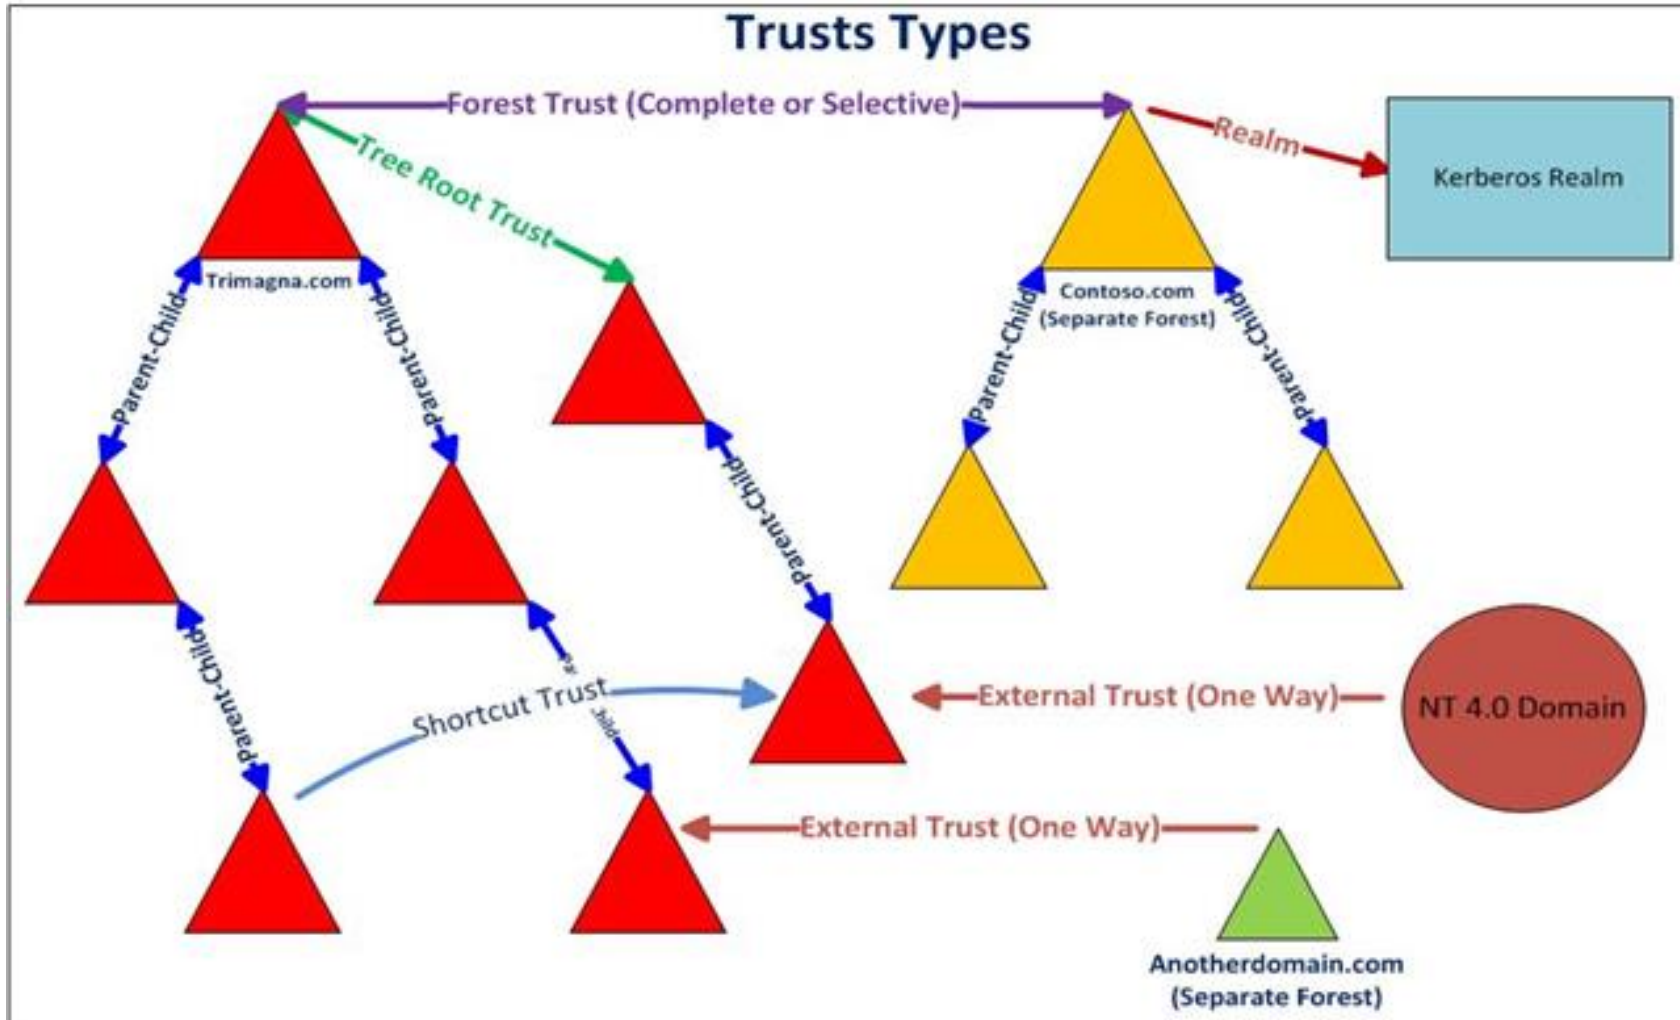 Trusts Types
Forest Trust (Complete or Selective)
Realm
Kerberos Realm
Tree Root Trust
Trimagna.com
Contoso.com
(Separate Forest)
Parent-Child
Parent-Child
Parent-Child
Parent-Child
Parent-Child
Parent-Child
Shortcut Trust
External Trust (One Way)
NT 4.0 Domain
External Trust (One Way)
Anotherdomain.com
(Separate Forest)